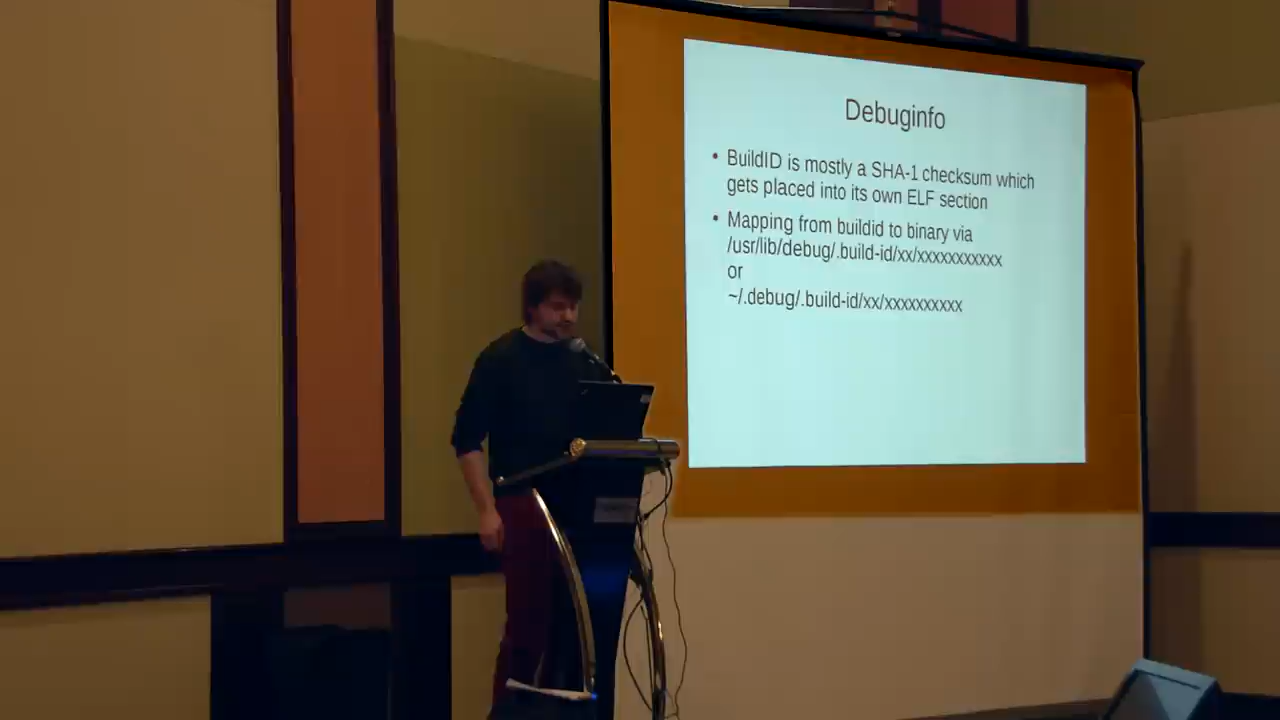 Debuginfo
• BuildID is mostly a SHA-1 checksum which
gets placed into its own ELF section
• Mapping from buildid to binary via
/usr/lib/debug/.build-id/xx/xxxxxxxxxxx
or
~/.debug/.build-id/xx/xxxxxxxxxx